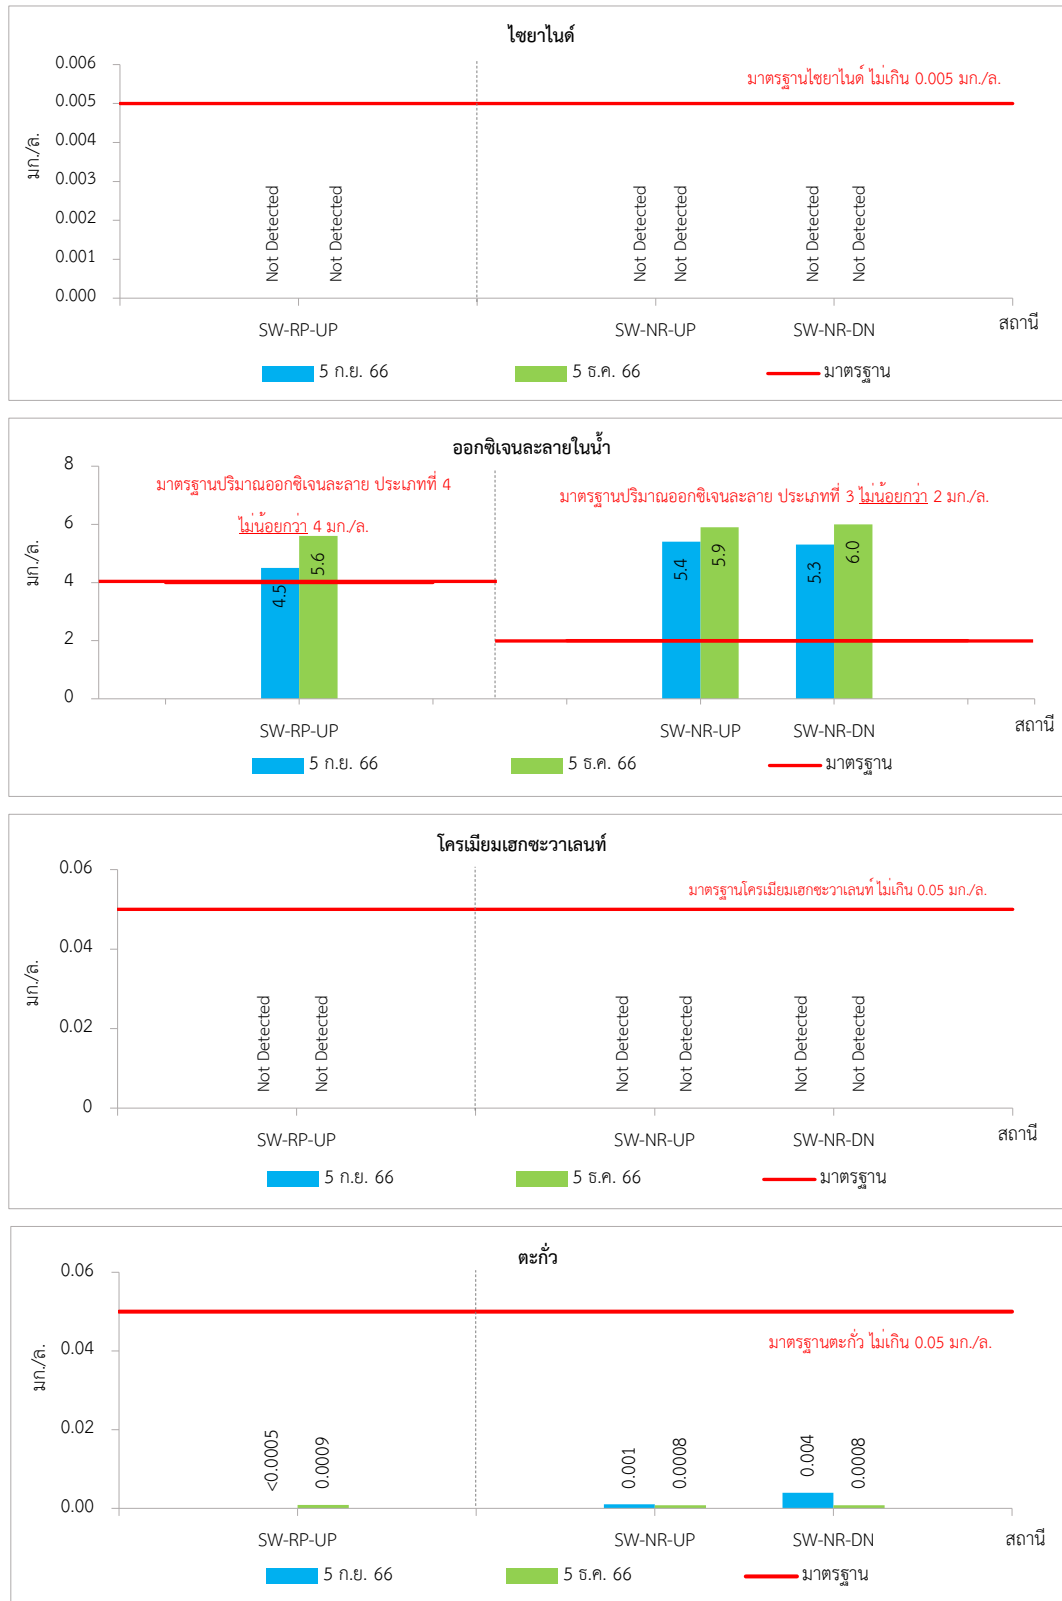 ไซยาไนด์
มาตรฐานไซยาไนด์ ไม่เกิน 0.005 มก./ล.
มก./ล.
0.006
0.005
0.004
0.003
0.002
0.001
0.000
Not Detected
Not Detected
Not Detected
Not Detected
Not Detected
Not Detected
SW-RP-UP
SW-NR-UP
SW-NR-DN
สถานี
5 ก.ย. 66
5 ธ.ค. 66
มาตรฐาน
ออกซิเจนละลายในน้ำ
มาตรฐานปริมาณออกซิเจนละลาย ประเภทที่ 4
ไม่น้อยกว่า 4 มก./ล.
มาตรฐานปริมาณออกซิเจนละลาย ประเภทที่ 3 ไม่น้อยกว่า 2 มก./ล.
มก./ล.
8
6
4
2
0
4.5
5.6
5.4
5.9
5.3
6.0
SW-RP-UP
SW-NR-UP
SW-NR-DN
สถานี
5 ก.ย. 66
5 ธ.ค. 66
มาตรฐาน
โครเมียมเฮกซะวาเลนท์
มาตรฐานโครเมียมเฮกซะวาเลนท์ ไม่เกิน 0.05 มก./ล.
มก./ล.
0.06
0.04
0.02
0
Not Detected
Not Detected
Not Detected
Not Detected
Not Detected
Not Detected
SW-RP-UP
SW-NR-UP
SW-NR-DN
สถานี
5 ก.ย. 66
5 ธ.ค. 66
มาตรฐาน
ตะกั่ว
มาตรฐานตะกั่ว ไม่เกิน 0.05 มก./ล.
มก./ล.
0.06
0.04
0.02
0.00
<0.0005
0.0009
0.001
0.0008
0.004
0.0008
SW-RP-UP
SW-NR-UP
SW-NR-DN
สถานี
5 ก.ย. 66
5 ธ.ค. 66
มาตรฐาน